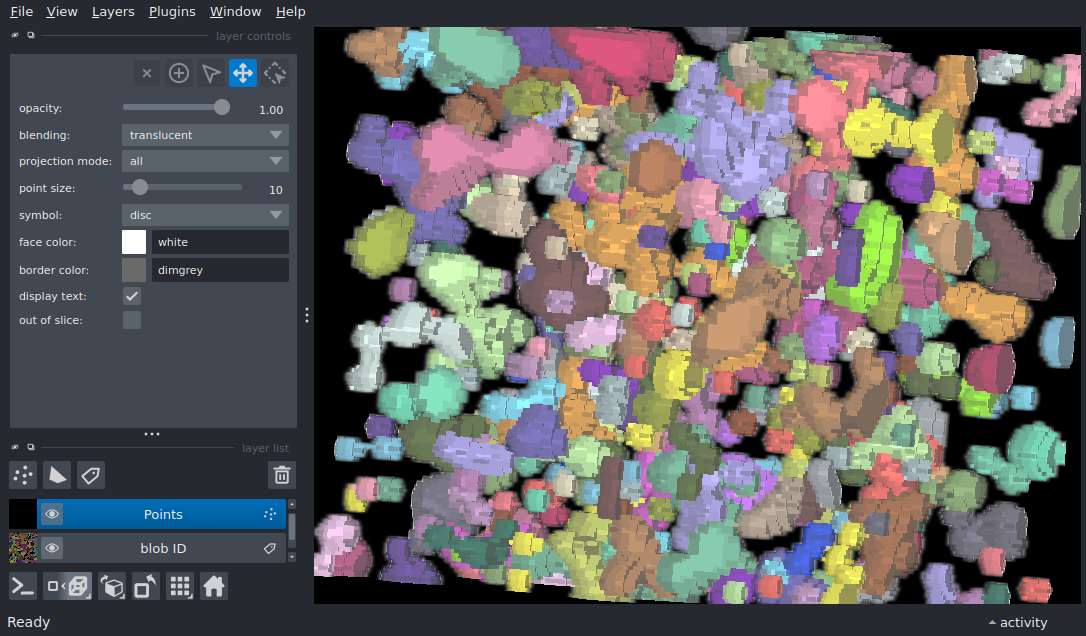 File View Layers Plugins Window Help
layer controls
opacity: 1.00
blending: translucent
projection mode: all
point size: 10
symbol: disc
face color: white
border color: dimgrey
display text:
out of slice:
layer list
Points
blob ID
Ready
activity